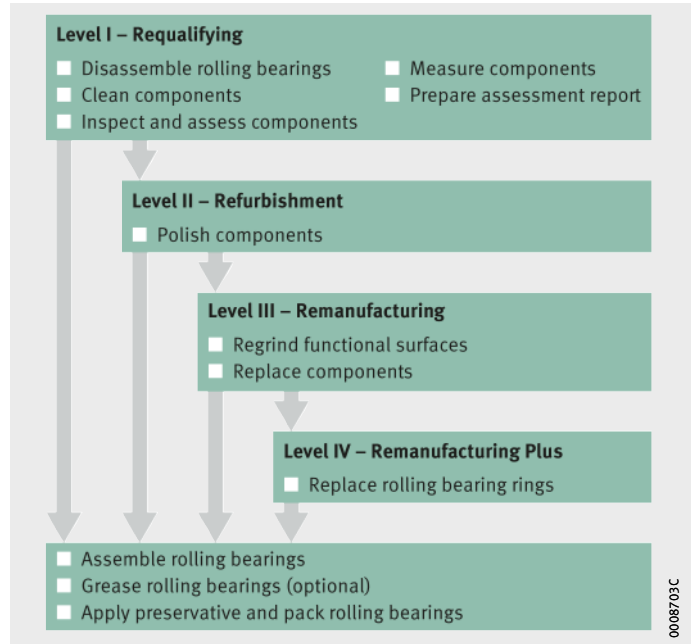 Level I – Requalifying
Disassemble rolling bearings
Clean components
Inspect and assess components
Measure components
Prepare assessment report
Level II – Refurbishment
Polish components
Level III – Remanufacturing
Regrind functional surfaces
Replace components
Level IV – Remanufacturing Plus
Replace rolling bearing rings
Assemble rolling bearings
Grease rolling bearings (optional)
Apply preservative and pack rolling bearings
0008703C